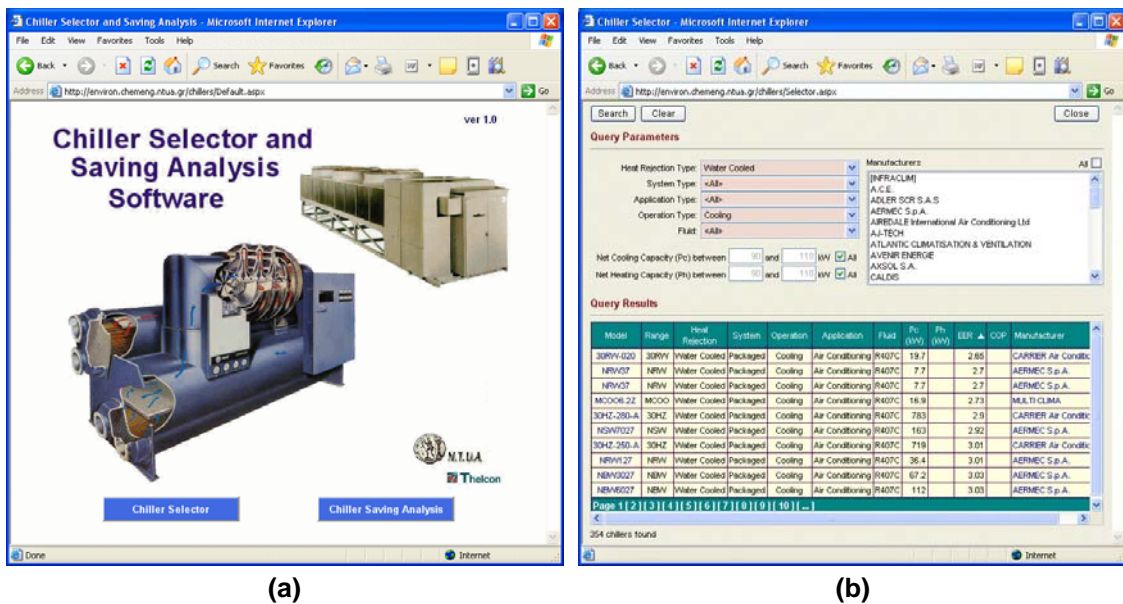 Chiller Selector and Saving Analysis - Microsoft Internet Explorer
File Edit View Favorites Tools Help
Back Search Favorites
Address http://environ.chemeng.ntua.gr/chillers/Default.aspx Go
ver 1.0
Chiller Selector and
Saving Analysis
Software
N.T.U.A.
Thelcon
Chiller Selector Chiller Saving Analysis
Done Internet
(a)
Chiller Selector - Microsoft Internet Explorer
File Edit View Favorites Tools Help
Back Search Favorites
Address http://environ.chemeng.ntua.gr/chillers/Selector.aspx Go
Search Clear Close
Query Parameters
Heat Rejection Type: Water Cooled
System Type: <All>
Application Type: <All>
Operation Type: Cooling
Fluid: <All>
Net Cooling Capacity (Pc) between 90 and 110 kW All
Net Heating Capacity (Ph) between 90 and 110 kW All
Manufacturers All
[INFRACLIM]
A.C.E.
ADLER SCR S.A.S
AERMEC S.p.A.
AIREDALE International Air Conditioning Ltd
AJ-TECH
ATLANTIC CLIMATISATION & VENTILATION
AVENIR ENERGIE
AXSOL S.A.
CALDIS
Query Results
Model Range Heat Rejection System Operation Application Fluid Pc (kW) Ph (kW) EER COP Manufacturer
30RW-020 30RW Water Cooled Packaged Cooling Air Conditioning R407C 19.7 2.65 CARRIER Air Conditic
NRW37 NRW Water Cooled Packaged Cooling Air Conditioning R407C 7.7 2.7 AERMEC S.p.A.
NRW37 NRW Water Cooled Packaged Cooling Air Conditioning R407C 7.7 2.7 AERMEC S.p.A.
MCOO6.2Z MCOO Water Cooled Packaged Cooling Air Conditioning R407C 16.9 2.73 MULTI CLIMA
30HZ-280-A 30HZ Water Cooled Packaged Cooling Air Conditioning R407C 783 2.9 CARRIER Air Conditic
NSW7027 NSW Water Cooled Packaged Cooling Air Conditioning R407C 163 2.92 AERMEC S.p.A.
30HZ-250-A 30HZ Water Cooled Packaged Cooling Air Conditioning R407C 719 3.01 CARRIER Air Conditic
NRW127 NRW Water Cooled Packaged Cooling Air Conditioning R407C 36.4 3.01 AERMEC S.p.A.
NBW3027 NBW Water Cooled Packaged Cooling Air Conditioning R407C 67.2 3.03 AERMEC S.p.A.
NBW6027 NBW Water Cooled Packaged Cooling Air Conditioning R407C 112 3.03 AERMEC S.p.A.
Page 1 [ 2 ] [ 3 ] [ 4 ] [ 5 ] [ 6 ] [ 7 ] [ 8 ] [ 9 ] [ 10 ] [ ... ]
354 chillers found
Internet
(b)